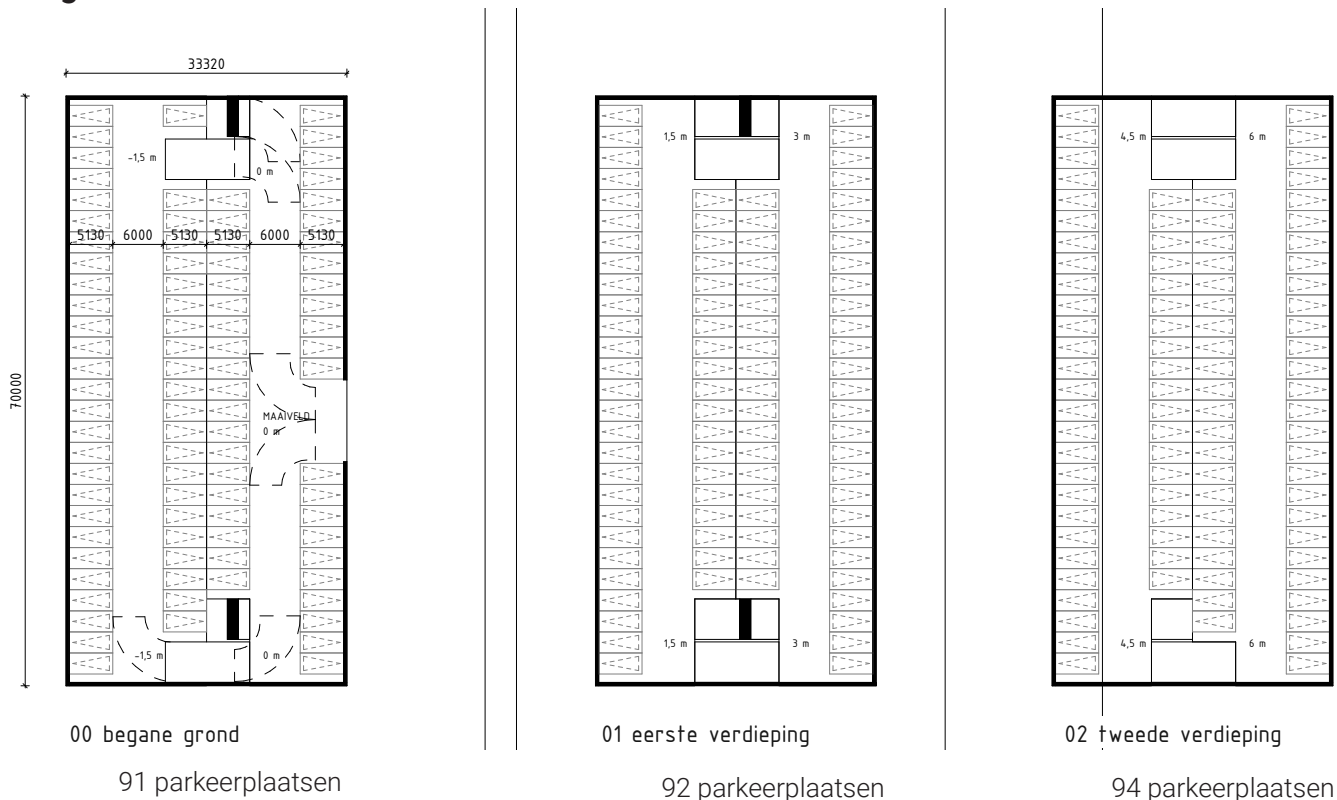 33320
-1,5 m
0 m
5130 6000 5130 5130 6000 5130
70000
MAAIVELD
0 m
-1,5 m
0 m
00 begane grond
91 parkeerplaatsen
1,5 m
3 m
1,5 m
3 m
01 eerste verdieping
92 parkeerplaatsen
4,5 m
6 m
4,5 m
6 m
02 tweede verdieping
94 parkeerplaatsen